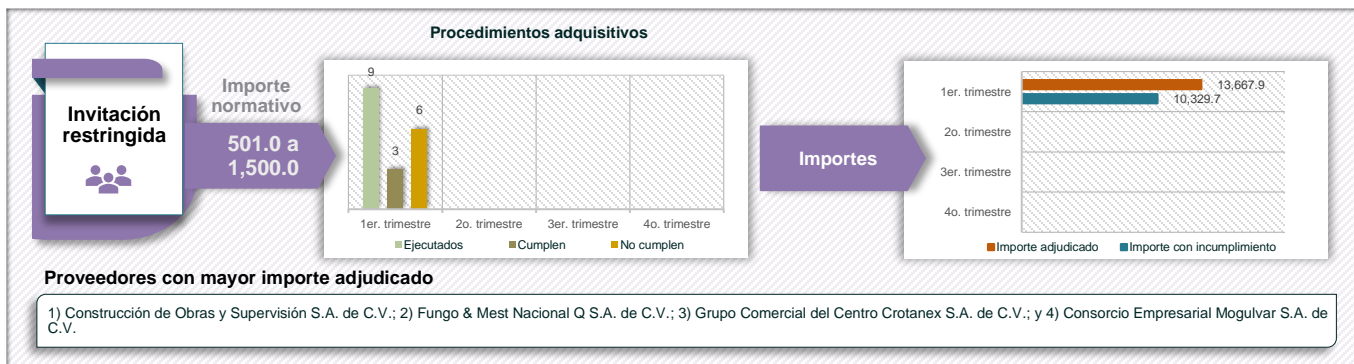 Procedimientos adquisitivos
Invitación
restringida
Importe
normativo
501.0 a
1,500.0
9
3
6
1er. trimestre
2o. trimestre
3er. trimestre
4o. trimestre
Ejecutados
Cumplen
No cumplen
Importes
1er. trimestre
13,667.9
10,329.7
2o. trimestre
3er. trimestre
4o. trimestre
Importe adjudicado
Importe con incumplimiento
Proveedores con mayor importe adjudicado
1) Construcción de Obras y Supervisión S.A. de C.V.; 2) Fungo & Mest Nacional Q S.A. de C.V.; 3) Grupo Comercial del Centro Crotanex S.A. de C.V.; y 4) Consorcio Empresarial Mogulvar S.A. de
C.V.